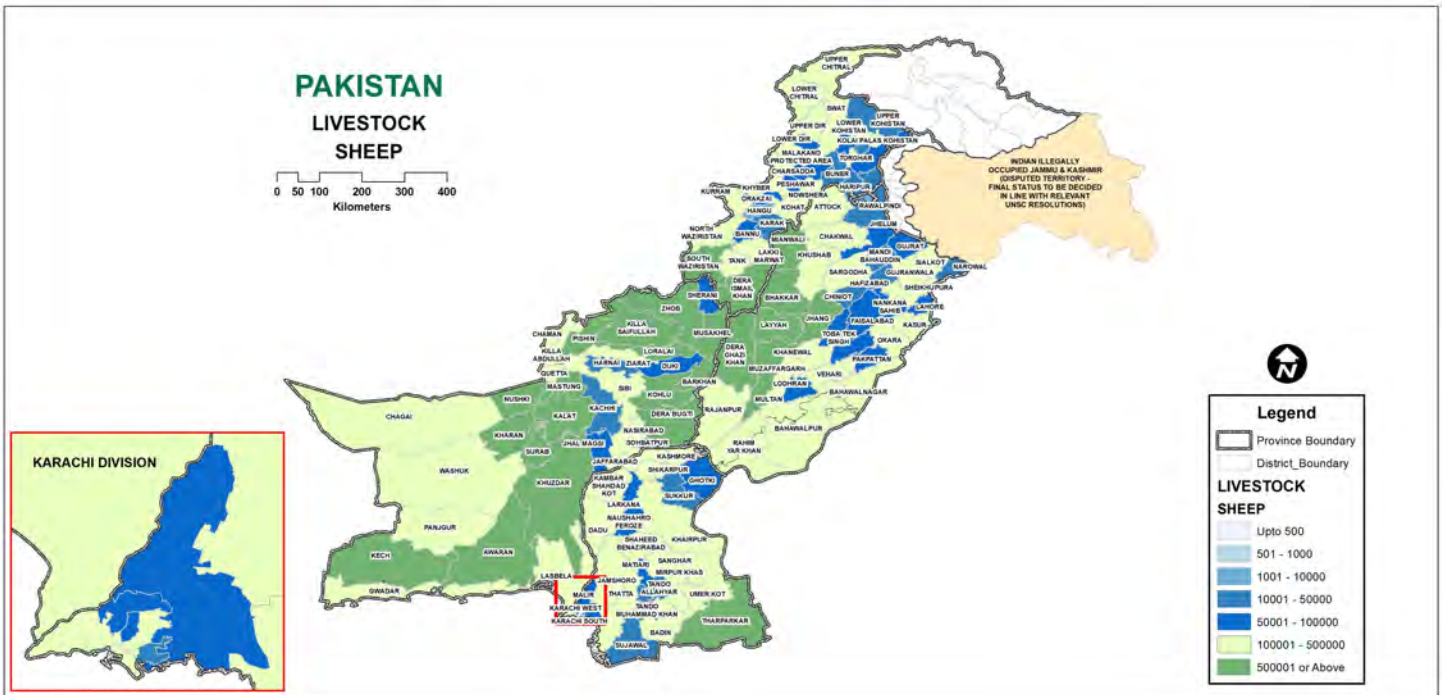 PAKISTAN
LIVESTOCK
SHEEP
0 50 100 200 300 400
Kilometers
UPPER
CHITRAL
LOWER
CHITRAL
SWAT
UPPER DIR
LOWER
KOHISTAN
UPPER
KOHISTAN
LOWER DIR
KOLAI PALAS KOHISTAN
MALAKAND
PROTECTED AREA
TORGHAR
CHARSADDA
BUNER
PESHAWAR
HARIPUR
KHYBER
NOWSHERA
KURRAM
ORAKZAI
ATTOCK
RAWALPINDI
HANGU
KOHAT
KARAK
JHELUM
NORTH
WAZIRISTAN
BANNU
MIANWALI
CHAKWAL
GUJRAT
MANDI
BAHAUDDIN
LAKKI
MARWAT
KHUSHAB
SIALKOT
NAROWAL
SOUTH
WAZIRISTAN
TANK
SARGODHA
GUJRANWALA
HAFIZABAD
SHEIKHUPURA
DERA
ISMAIL
KHAN
SHERANI
BHAKKAR
CHINIOT
NANKANA
SAHIB
LAHORE
ZHOB
FAISALABAD
KASUR
KILLA
SAIFULLAH
LAYYAH
JHANG
CHAMAN
PISHIN
MUSAKHEL
TOBA TEK
SINGH
OKARA
KILLA
ABDULLAH
LORALAI
DERA
GHAZI
KHAN
KHANEWAL
PAKPATTAN
HARNAI
ZIARAT
DUKI
MUZAFFARGARH
VEHARI
QUETTA
MASTUNG
SIBI
BARKHAN
LODHRAN
BAHAWALNAGAR
NUSHKI
KOHLU
MULTAN
CHAGAI
KACHHI
RAJANPUR
KALAT
DERA BUGTI
BAHAWALPUR
KHARAN
JHAL MAGSI
NASIRABAD
SOHBATPUR
RAHIM
YAR KHAN
SURAB
JAFFARABAD
KASHMORE
WASHUK
SHIKARPUR
KHUZDAR
KAMBAR
SHAHDAD
KOT
GHOTKI
SUKKUR
LARKANA
PANJGUR
NAUSHAHRO
FEROZE
DADU
KHAIRPUR
AWARAN
SHAHEED
BENAZIRABAD
KECH
SANGHAR
MATIARI
MIRPUR KHAS
LASBELA
JAMSHORO
GWADAR
MALIR
THATTA
TANDO
ALLAHYAR
UMER KOT
KARACHI WEST
TANDO
MUHAMMAD KHAN
KARACHI SOUTH
THARPARKAR
BADIN
SUJAWAL
INDIAN ILLEGALLY
OCCUPIED JAMMU & KASHMIR
(DISPUTED TERRITORY -
FINAL STATUS TO BE DECIDED
IN LINE WITH RELEVANT
UNSC RESOLUTIONS)
KARACHI DIVISION
N
Legend
Province Boundary
District_Boundary
LIVESTOCK
SHEEP
Upto 500
501 - 1000
1001 - 10000
10001 - 50000
50001 - 100000
100001 - 500000
500001 or Above